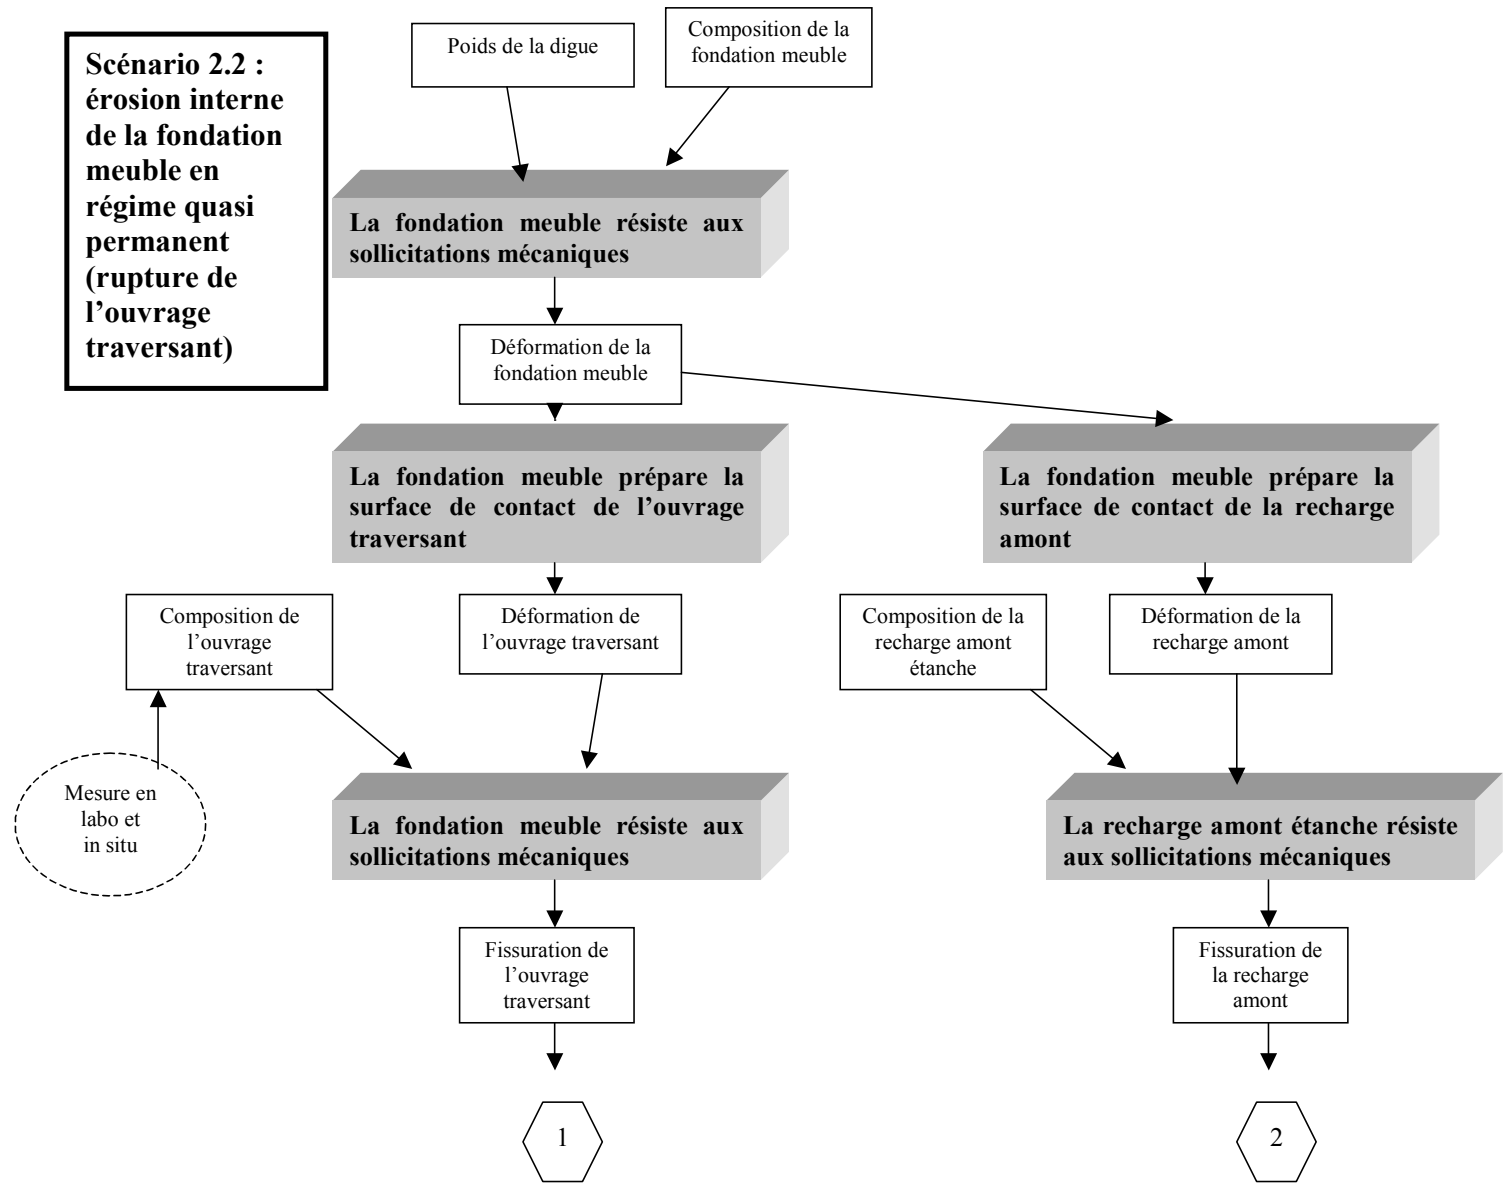 Scénario 2.2 :
érosion interne
de la fondation
meuble en
régime quasi
permanent
(rupture de
l’ouvrage
traversant)
Poids de la digue
Composition de la
fondation meuble
La fondation meuble résiste aux
sollicitations mécaniques
Déformation de la
fondation meuble
La fondation meuble prépare la
surface de contact de l’ouvrage
traversant
La fondation meuble prépare la
surface de contact de la recharge
amont
Composition de
l’ouvrage
traversant
Déformation de
l’ouvrage traversant
Composition de la
recharge amont
étanche
Déformation de la
recharge amont
Mesure en
labo et
in situ
La fondation meuble résiste aux
sollicitations mécaniques
La recharge amont étanche résiste
aux sollicitations mécaniques
Fissuration de
l’ouvrage
traversant
Fissuration de
la recharge
amont
1
2